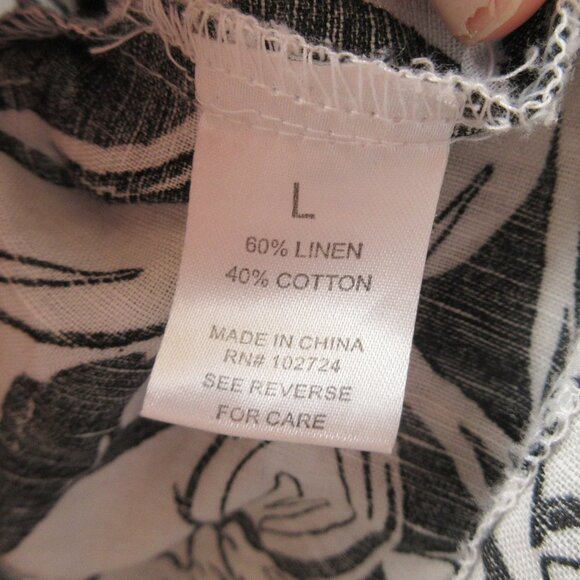 L
60% LINEN
40% COTTON
MADE IN CHINA
RN# 102724
SEE REVERSE
FOR CARE